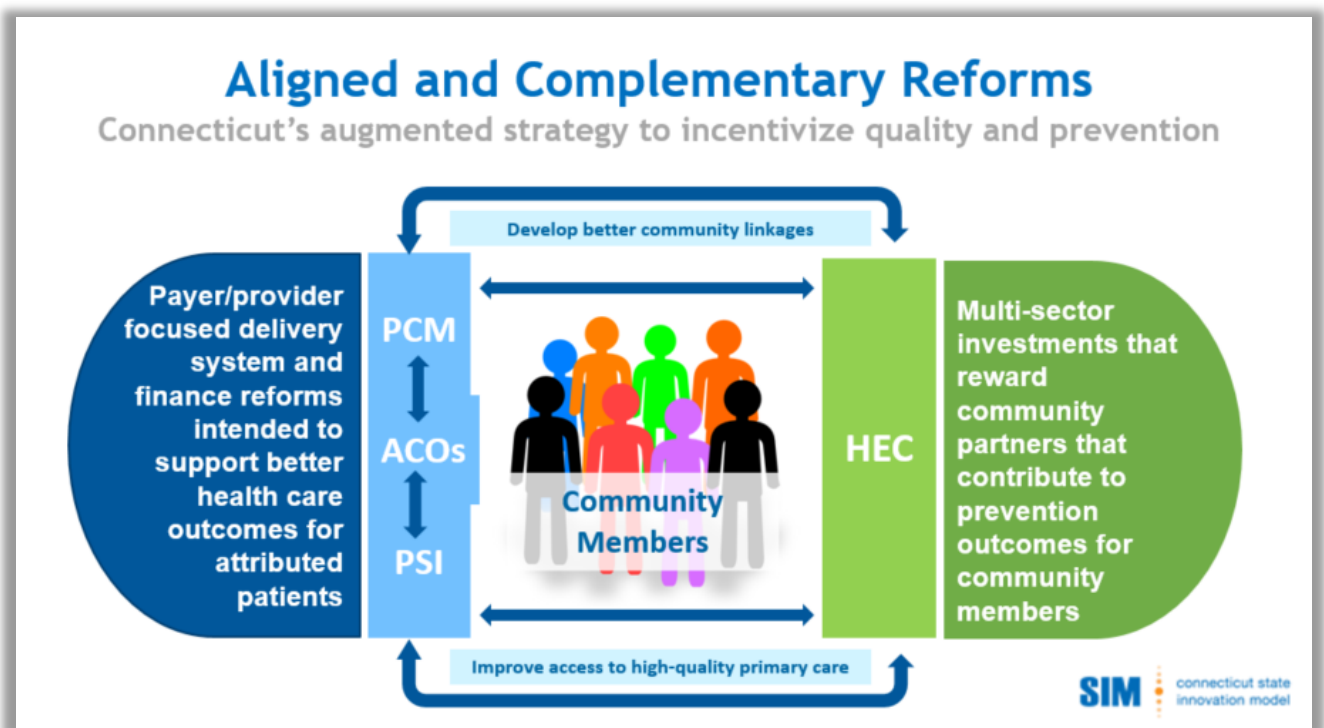 Aligned and Complementary Reforms
Connecticut's augmented strategy to incentivize quality and prevention
Develop better community linkages
Payer/provider
focused delivery
system and
finance reforms
intended to
support better
health care
outcomes for
attributed
patients
PCM
ACOs
PSI
Community
Members
HEC
Multi-sector
investments that
reward
community
partners that
contribute to
prevention
outcomes for
community
members
Improve access to high-quality primary care
SIM
connecticut state
innovation model